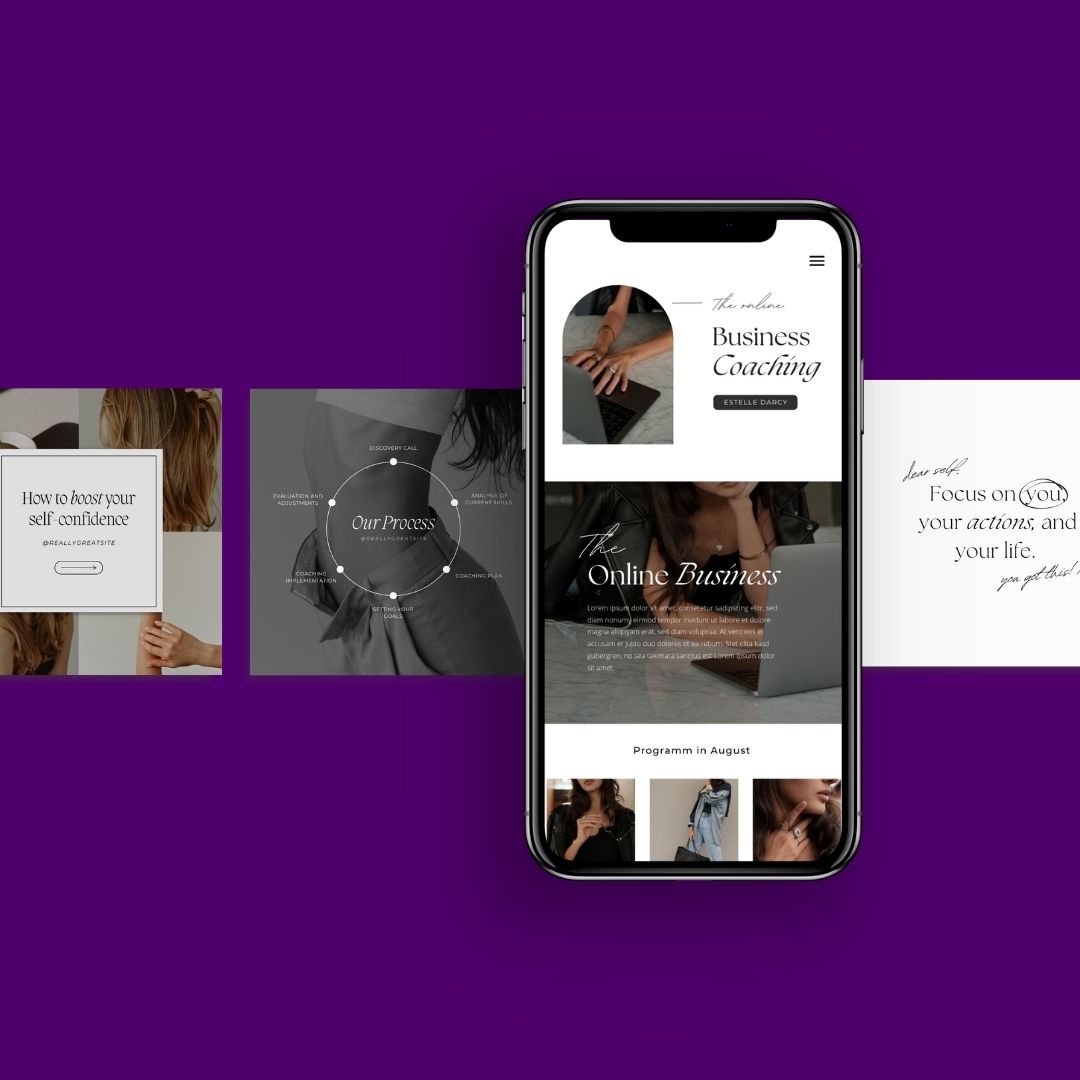 How to boost your
self-confidence
@REALLYGREATSITE
DISCOVERY CALL
EVALUATION AND
ADJUSTMENTS
ANALYSIS OF
CURRENT SKILLS
Our Process
@REALLYGREATSITE
COACHING
IMPLEMENTATION
COACHING PLAN
SETTING YOUR
GOALS
The online
Business
Coaching
ESTELLE DARCY
The
Online Business
Lorem ipsum dolor sit amet, consetetur sadipscing elitr, sed
diam nonumy eirmod tempor invidunt ut labore et dolore
magna aliquyam erat, sed diam voluptua. At vero eos et
accusam et justo duo dolores et ea rebum. Stet clita kasd
gubergren, no sea takimata sanctus est Lorem ipsum dolor
sit amet.
Programm in August
dear self.
Focus on you,
your actions, and
your life.
you got this!